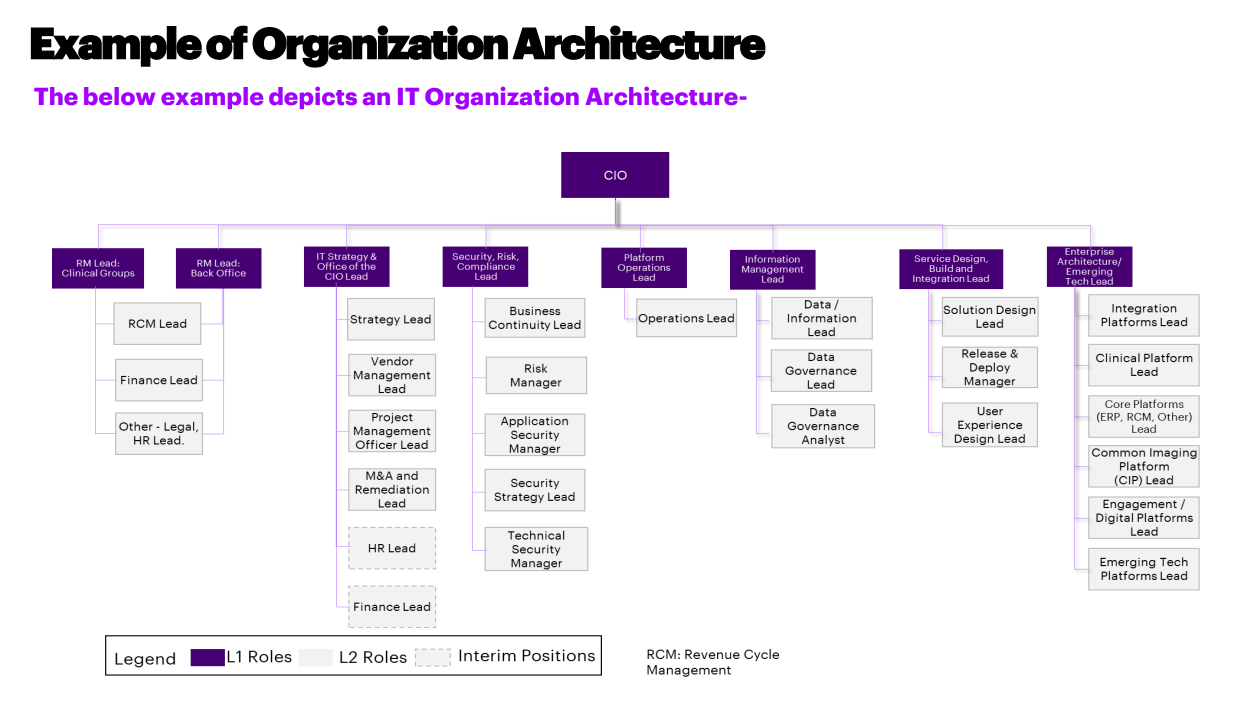 Example of Organization Architecture
The below example depicts an IT Organization Architecture-
CIO
RM Lead:
Clinical Groups
RM Lead:
Back Office
IT Strategy &
Office of the
CIO Lead
Security, Risk,
Compliance
Lead
Platform
Operations
Lead
Information
Management
Lead
Service Design,
Build and
Integration Lead
Enterprise
Architecture/
Emerging
Tech Lead
RCM Lead
Finance Lead
Other - Legal,
HR Lead.
Strategy Lead
Vendor
Management
Lead
Project
Management
Officer Lead
M&A and
Remediation
Lead
HR Lead
Finance Lead
Business
Continuity Lead
Risk
Manager
Application
Security
Manager
Security
Strategy Lead
Technical
Security
Manager
Operations Lead
Data /
Information
Lead
Data
Governance
Lead
Data
Governance
Analyst
Solution Design
Lead
Release &
Deploy
Manager
User
Experience
Design Lead
Integration
Platforms Lead
Clinical Platform
Lead
Core Platforms
(ERP, RCM, Other)
Lead
Common Imaging
Platform
(CIP) Lead
Engagement /
Digital Platforms
Lead
Emerging Tech
Platforms Lead
Legend
L1 Roles
L2 Roles
Interim Positions
RCM: Revenue Cycle
Management